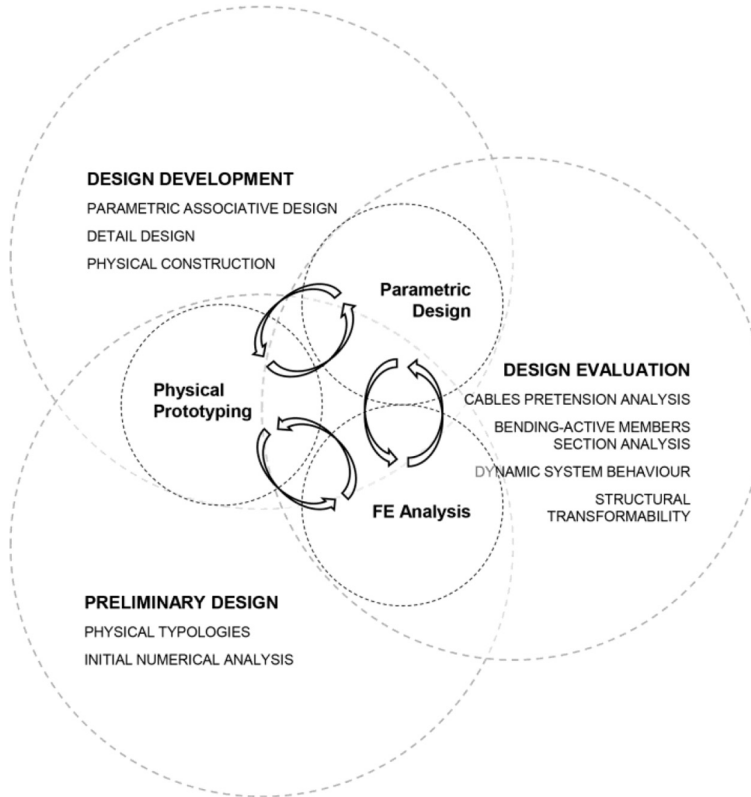 DESIGN DEVELOPMENT
PARAMETRIC ASSOCIATIVE DESIGN
DETAIL DESIGN
PHYSICAL CONSTRUCTION
Parametric
Design
Physical
Prototyping
DESIGN EVALUATION
CABLES PRETENSION ANALYSIS
BENDING-ACTIVE MEMBERS
SECTION ANALYSIS
DYNAMIC SYSTEM BEHAVIOUR
STRUCTURAL
TRANSFORMABILITY
FE Analysis
PRELIMINARY DESIGN
PHYSICAL TYPOLOGIES
INITIAL NUMERICAL ANALYSIS